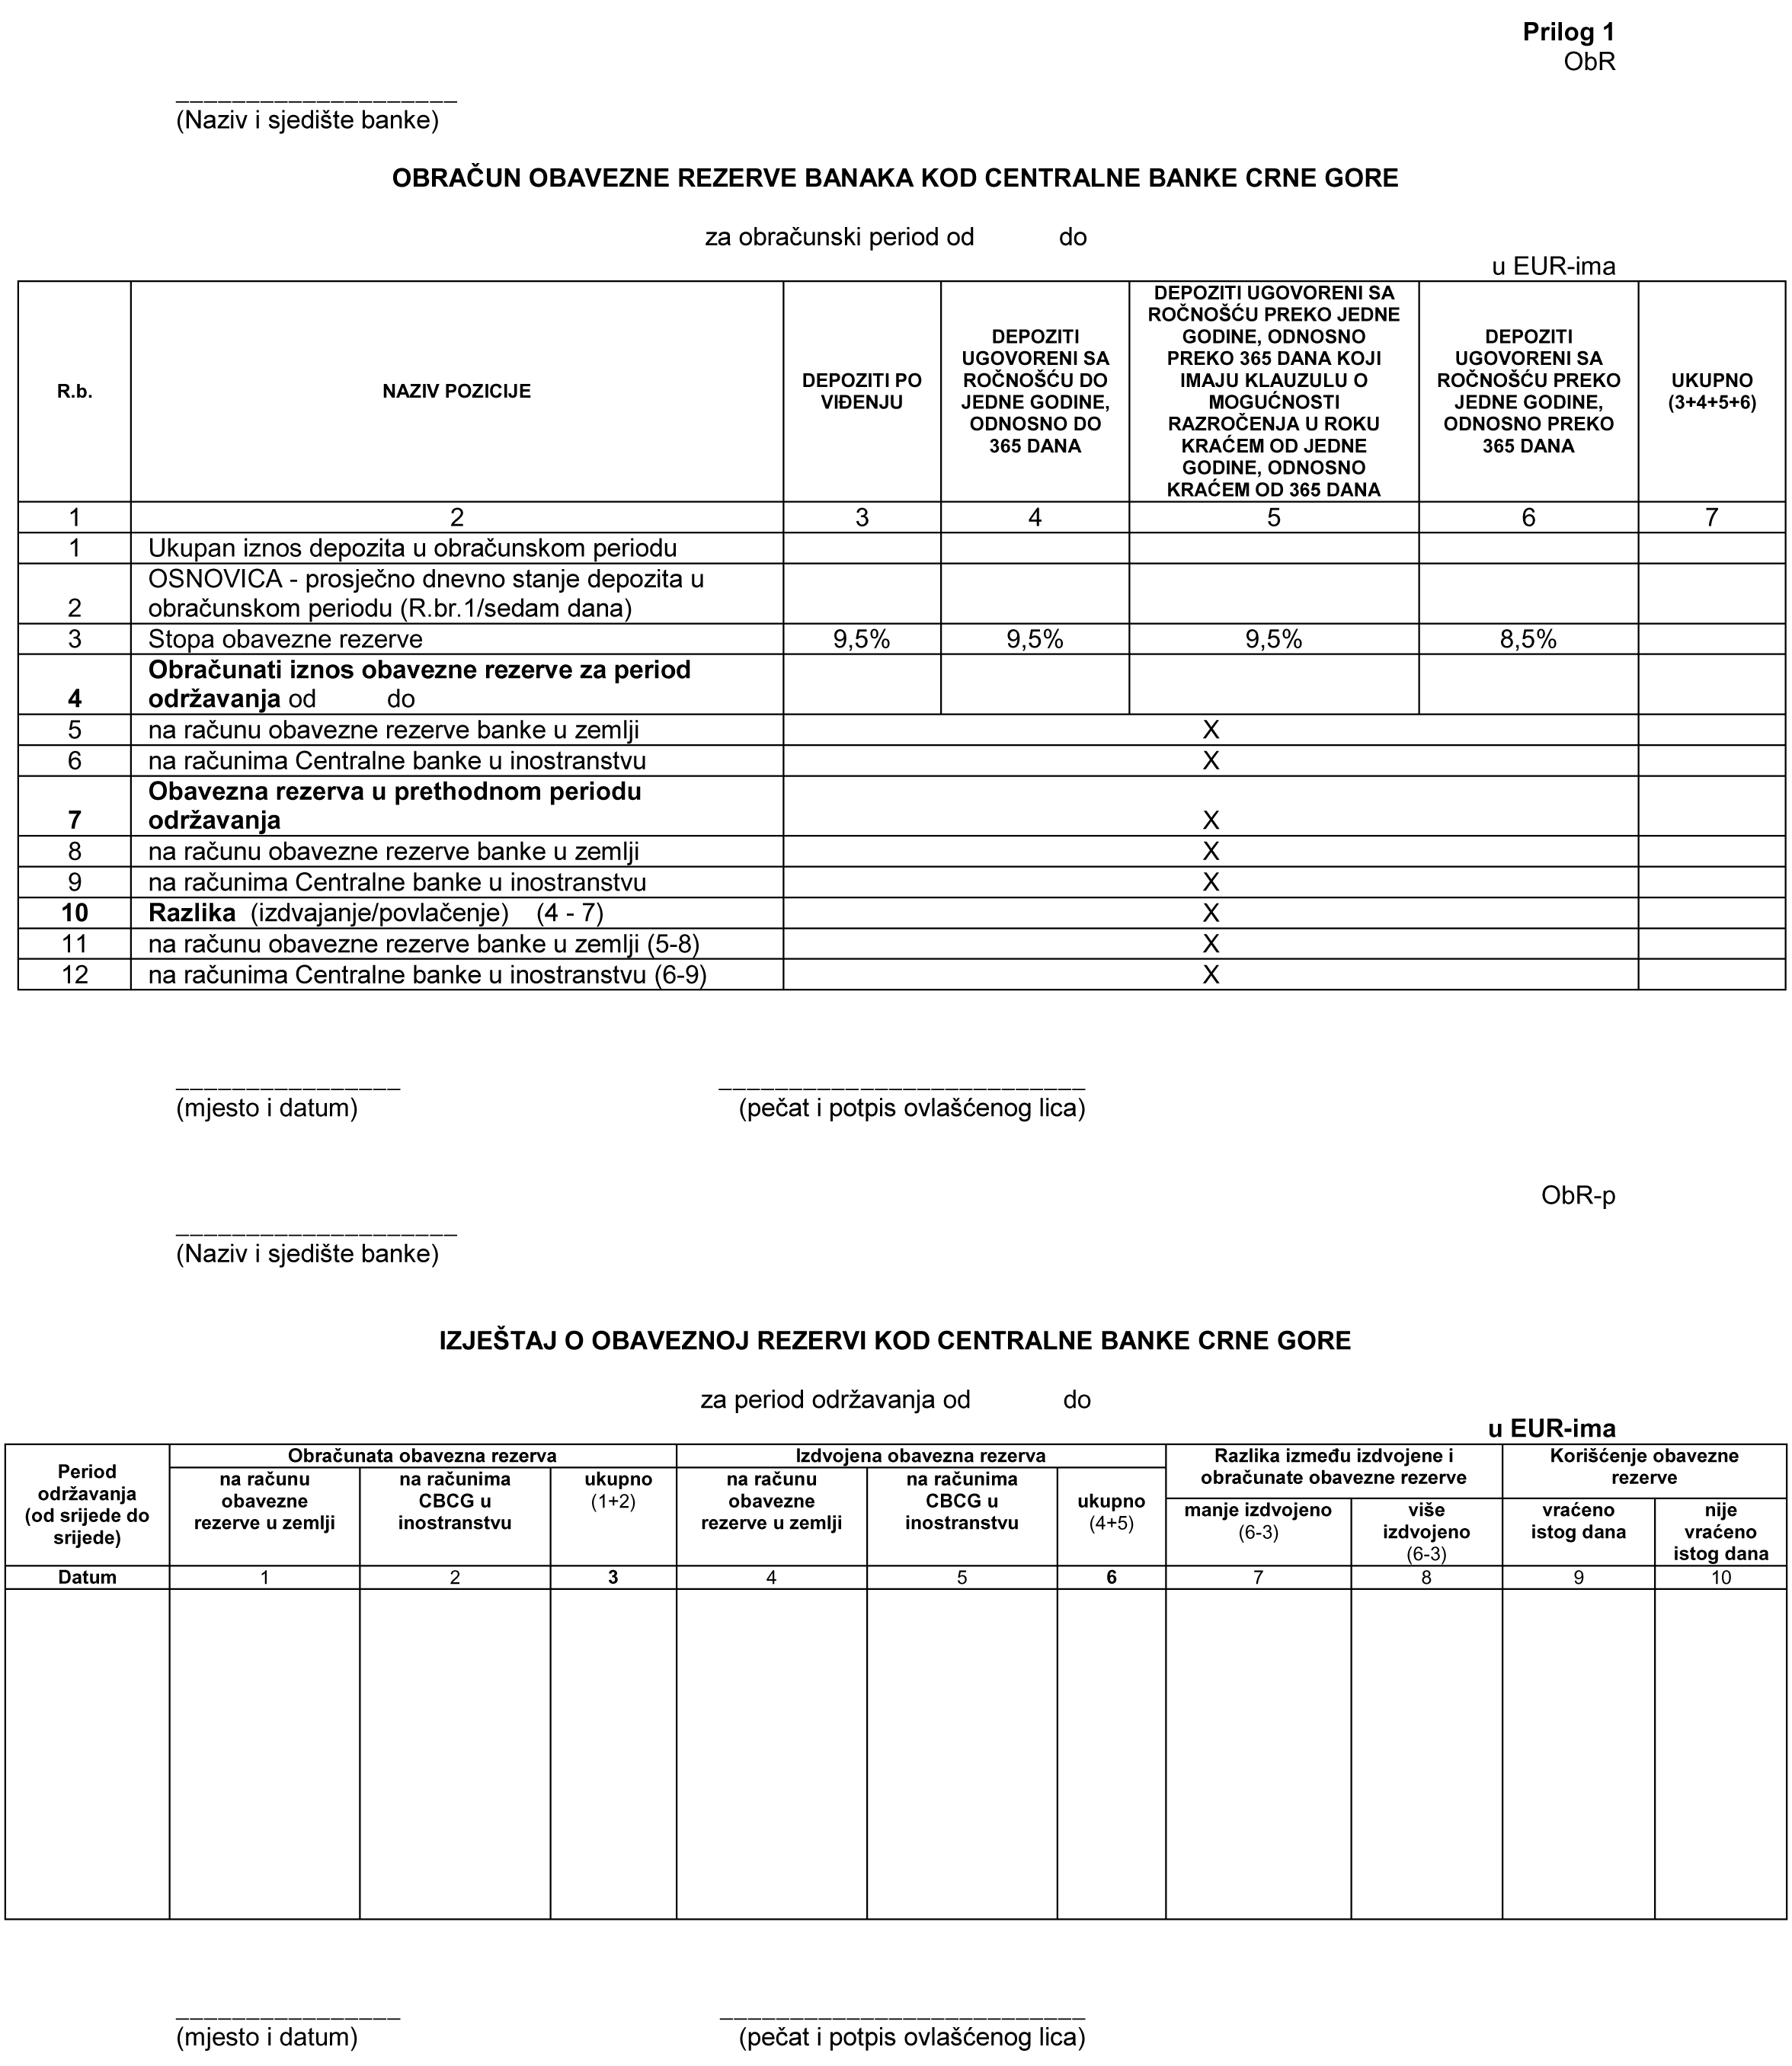 Prilog 1
ObR
____________________
(Naziv i sjedište banke)
OBRAČUN OBAVEZNE REZERVE BANAKA KOD CENTRALNE BANKE CRNE GORE
za obračunski period od do
u EUR-ima
R.b.
NAZIV POZICIJE
DEPOZITI PO
VIĐENJU
DEPOZITI
UGOVORENI SA
ROČNOŠĆU DO
JEDNE GODINE,
ODNOSNO DO
365 DANA
DEPOZITI UGOVORENI SA
ROČNOŠĆU PREKO JEDNE
GODINE, ODNOSNO
PREKO 365 DANA KOJI
IMAJU KLAUZULU O
MOGUĆNOSTI
RAZROČENJA U ROKU
KRAĆEM OD JEDNE
GODINE, ODNOSNO
KRAĆEM OD 365 DANA
DEPOZITI
UGOVORENI SA
ROČNOŠĆU PREKO
JEDNE GODINE,
ODNOSNO PREKO
365 DANA
UKUPNO
(3+4+5+6)
1 2 3 4 5 6 7
1 Ukupan iznos depozita u obračunskom periodu
OSNOVICA - prosječno dnevno stanje depozita u
2 obračunskom periodu (R.br.1/sedam dana)
3 Stopa obavezne rezerve 9,5% 9,5% 9,5% 8,5%
Obračunati iznos obavezne rezerve za period
4 održavanja od do
5 na računu obavezne rezerve banke u zemlji X
6 na računima Centralne banke u inostranstvu X
Obavezna rezerva u prethodnom periodu
7 održavanja X
8 na računu obavezne rezerve banke u zemlji X
9 na računima Centralne banke u inostranstvu X
10 Razlika (izdvajanje/povlačenje) (4 - 7) X
11 na računu obavezne rezerve banke u zemlji (5-8) X
12 na računima Centralne banke u inostranstvu (6-9) X
________________ __________________________
(mjesto i datum) (pečat i potpis ovlašćenog lica)
ObR-p
____________________
(Naziv i sjedište banke)
IZJEŠTAJ O OBAVEZNOJ REZERVI KOD CENTRALNE BANKE CRNE GORE
za period održavanja od do
u EUR-ima
Period
održavanja
(od srijede do
srijede)
Obračunata obavezna rezerva
na računu
obavezne
rezerve u zemlji
na računima
CBCG u
inostranstvu
ukupno
(1+2)
Izdvojena obavezna rezerva
na računu
obavezne
rezerve u zemlji
na računima
CBCG u
inostranstvu
ukupno
(4+5)
Razlika između izdvojene i
obračunate obavezne rezerve
manje izdvojeno
(6-3)
više
izdvojeno
(6-3)
Korišćenje obavezne
rezerve
vraćeno
istog dana
nije
vraćeno
istog dana
Datum 1 2 3 4 5 6 7 8 9 10
________________ __________________________
(mjesto i datum) (pečat i potpis ovlašćenog lica)